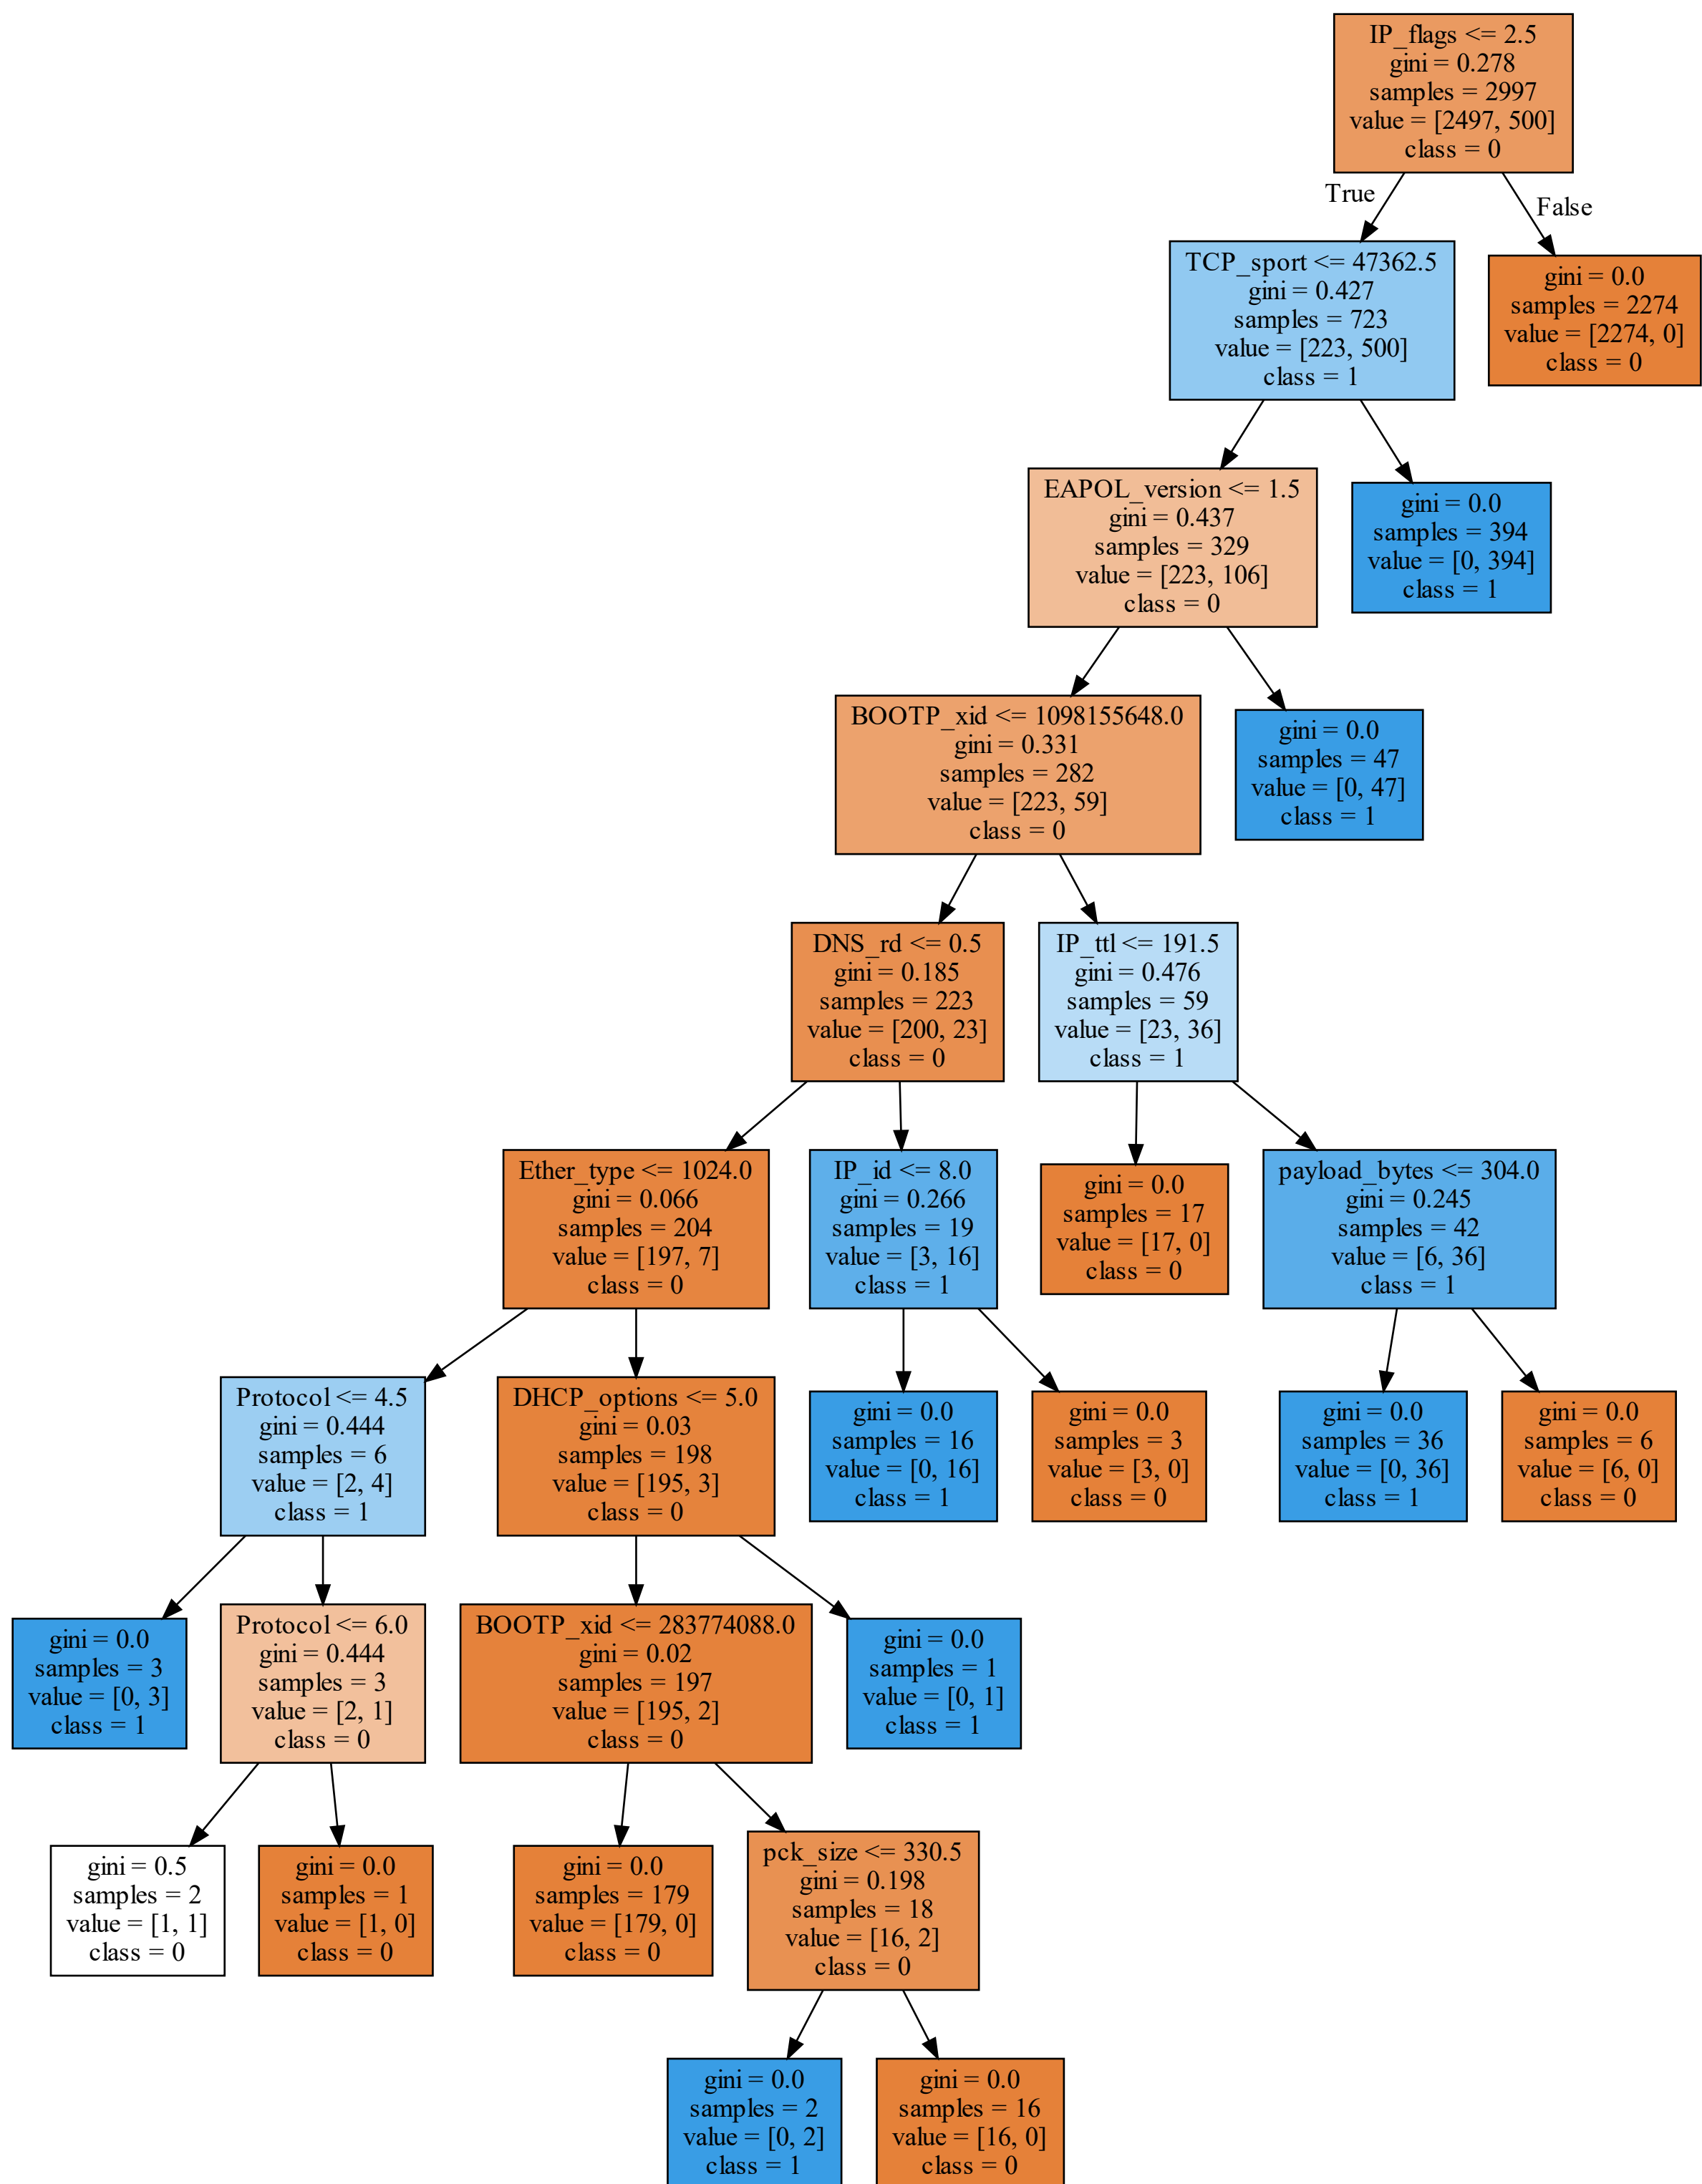 IP_flags <= 2.5
gini = 0.278
samples = 2997
value = [2497, 500]
class = 0
True
False
TCP_sport <= 47362.5
gini = 0.427
samples = 723
value = [223, 500]
class = 1
gini = 0.0
samples = 2274
value = [2274, 0]
class = 0
EAPOL_version <= 1.5
gini = 0.437
samples = 329
value = [223, 106]
class = 0
gini = 0.0
samples = 394
value = [0, 394]
class = 1
BOOTP_xid <= 1098155648.0
gini = 0.331
samples = 282
value = [223, 59]
class = 0
gini = 0.0
samples = 47
value = [0, 47]
class = 1
DNS_rd <= 0.5
gini = 0.185
samples = 223
value = [200, 23]
class = 0
IP_ttl <= 191.5
gini = 0.476
samples = 59
value = [23, 36]
class = 1
Ether_type <= 1024.0
gini = 0.066
samples = 204
value = [197, 7]
class = 0
IP_id <= 8.0
gini = 0.266
samples = 19
value = [3, 16]
class = 1
gini = 0.0
samples = 17
value = [17, 0]
class = 0
payload_bytes <= 304.0
gini = 0.245
samples = 42
value = [6, 36]
class = 1
Protocol <= 4.5
gini = 0.444
samples = 6
value = [2, 4]
class = 1
DHCP_options <= 5.0
gini = 0.03
samples = 198
value = [195, 3]
class = 0
gini = 0.0
samples = 16
value = [0, 16]
class = 1
gini = 0.0
samples = 3
value = [3, 0]
class = 0
gini = 0.0
samples = 36
value = [0, 36]
class = 1
gini = 0.0
samples = 6
value = [6, 0]
class = 0
gini = 0.0
samples = 3
value = [0, 3]
class = 1
Protocol <= 6.0
gini = 0.444
samples = 3
value = [2, 1]
class = 0
BOOTP_xid <= 283774088.0
gini = 0.02
samples = 197
value = [195, 2]
class = 0
gini = 0.0
samples = 1
value = [0, 1]
class = 1
gini = 0.5
samples = 2
value = [1, 1]
class = 0
gini = 0.0
samples = 1
value = [1, 0]
class = 0
gini = 0.0
samples = 179
value = [179, 0]
class = 0
pck_size <= 330.5
gini = 0.198
samples = 18
value = [16, 2]
class = 0
gini = 0.0
samples = 2
value = [0, 2]
class = 1
gini = 0.0
samples = 16
value = [16, 0]
class = 0